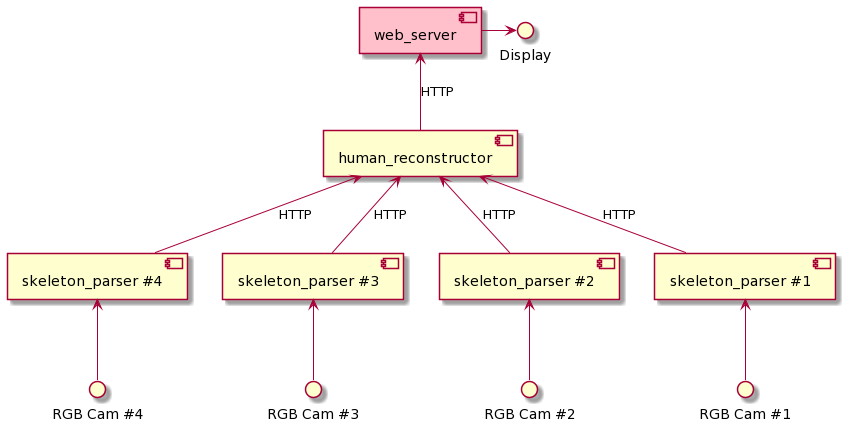 web_server
Display
HTTP
human_reconstructor
HTTP HTTP HTTP HTTP
skeleton_parser #4 skeleton_parser #3 skeleton_parser #2 skeleton_parser #1
RGB Cam #4 RGB Cam #3 RGB Cam #2 RGB Cam #1